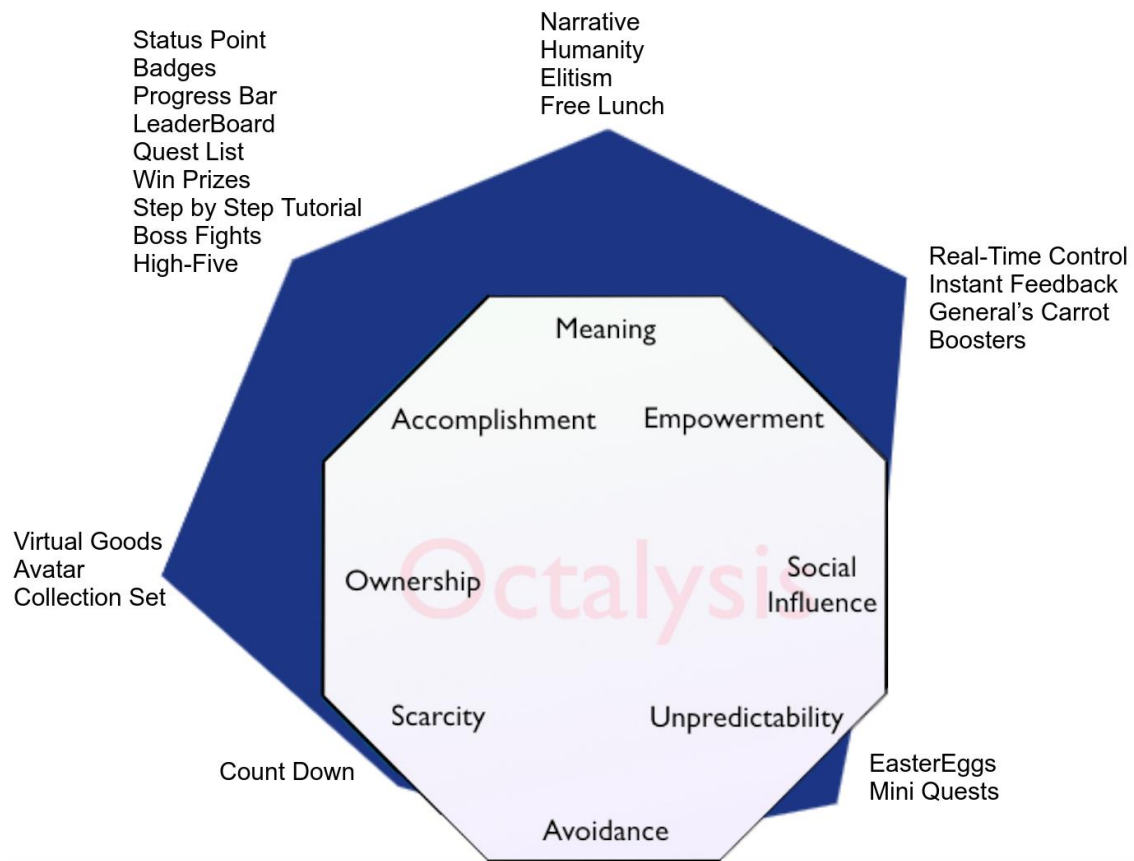 Narrative
Humanity
Elitism
Free Lunch
Status Point
Badges
Progress Bar
LeaderBoard
Quest List
Win Prizes
Step by Step Tutorial
Boss Fights
High-Five
Real-Time Control
Instant Feedback
General’s Carrot
Boosters
Meaning
Accomplishment
Empowerment
Virtual Goods
Avatar
Collection Set
Ownership
Octalysis
Social
Influence
Scarcity
Unpredictability
Count Down
EasterEggs
Mini Quests
Avoidance